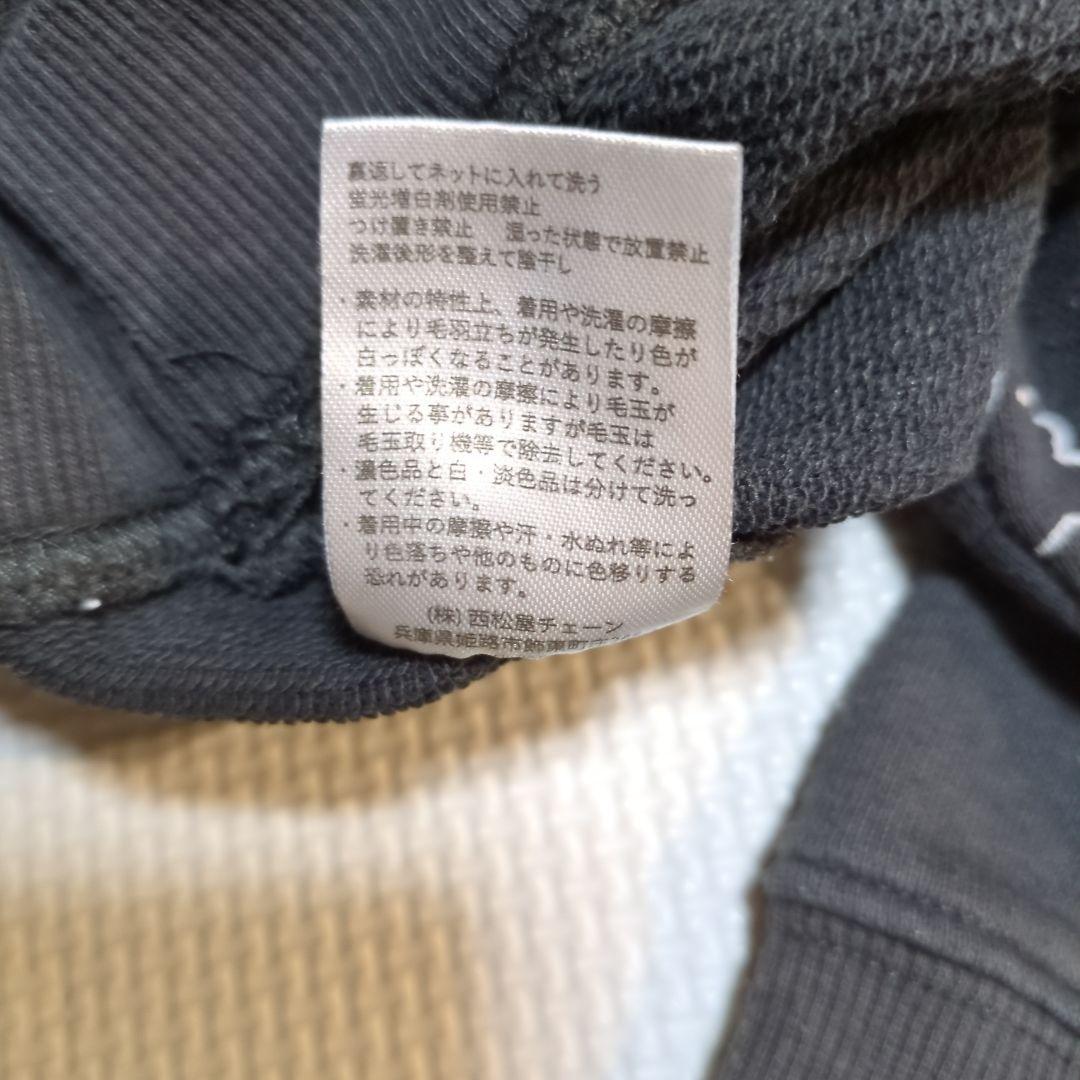 裏返してネットに入れて洗う
蛍光増白剤使用禁止
つけ置き禁止 湿った状態で放置禁止
洗濯後形を整えて陰干し
・素材の特性上、着用や洗濯の摩擦
により毛羽立ちが発生したり色が
白っぽくなることがあります。
・着用や洗濯の摩擦により毛玉が
生じる事がありますが毛玉は
毛玉取り機等で除去してください。
・濃色品と白・淡色品は分けて洗っ
てください。
・着用中の摩擦や汗・水ぬれ等によ
り色落ちや他のものに色移りする
恐れがあります。
(株)西松屋チェーン
兵庫県姫路市飾東町